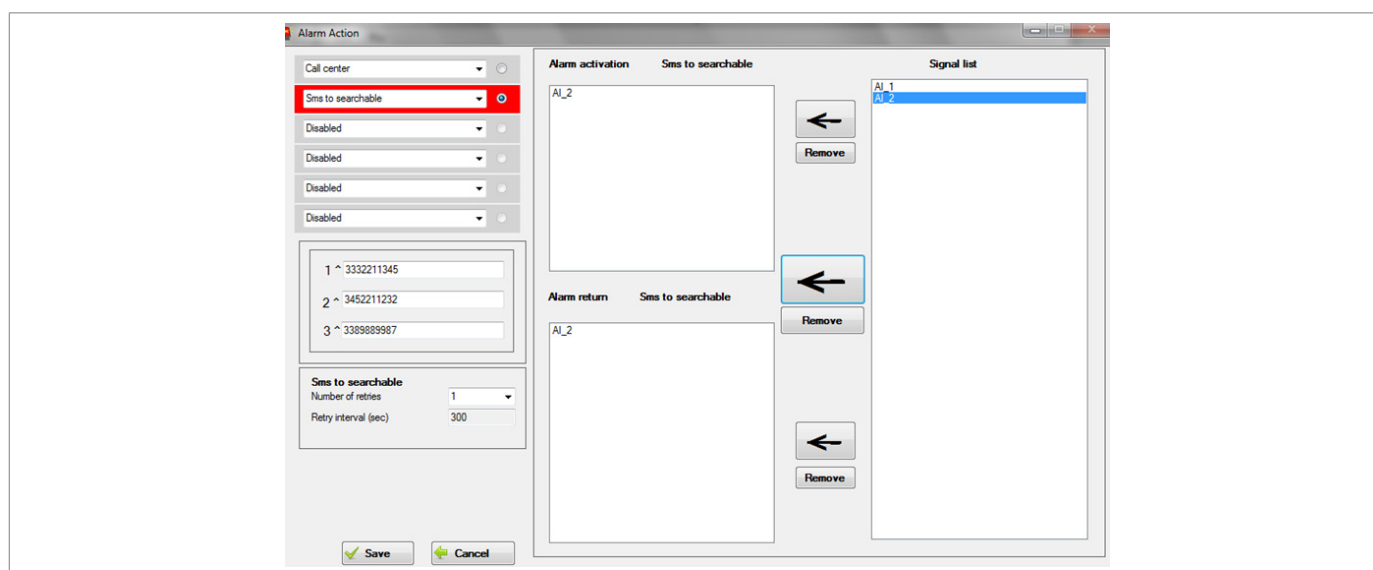 Alarm Action
Call center
Sms to searchable
Disabled
Disabled
Disabled
Disabled
1 ^ 3332211345
2 ^ 3452211232
3 ^ 3389889987
Sms to searchable
Number of retries 1
Retry interval (sec) 300
Save Cancel
Alarm activation Sms to searchable
AI_2
Alarm return Sms to searchable
AI_2
Remove
Remove
Remove
Signal list
AI_1
AI_2